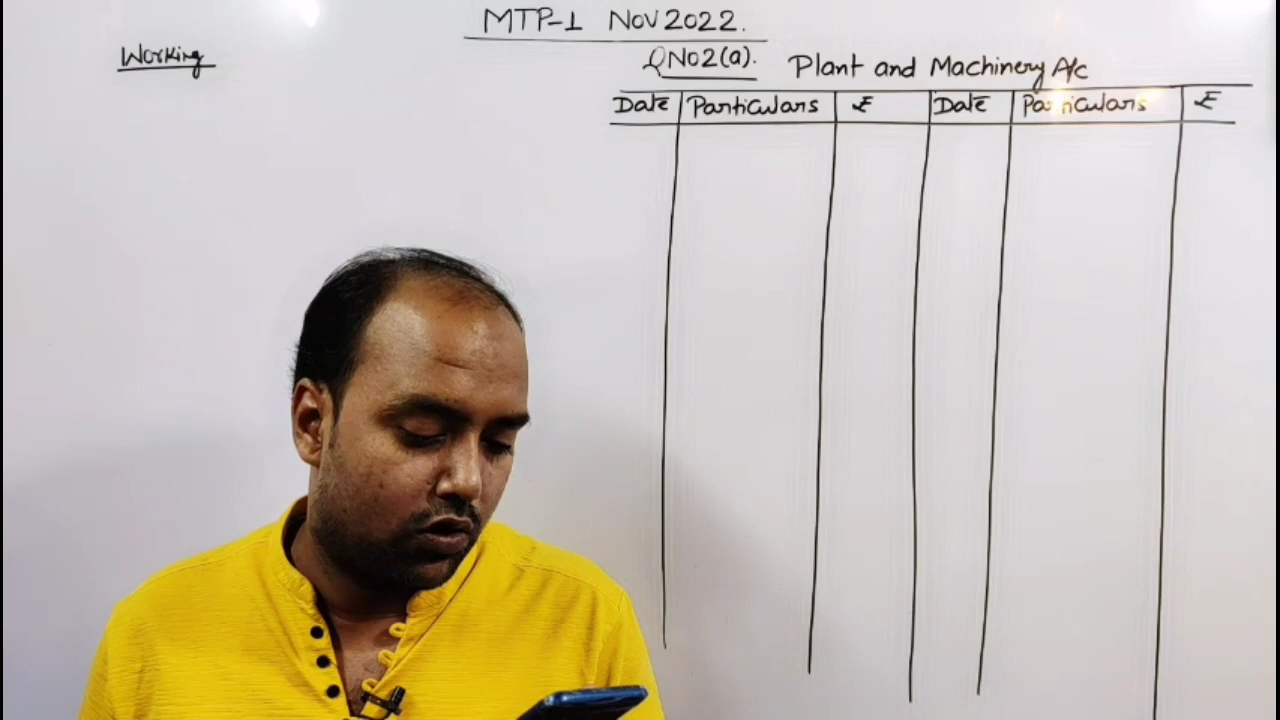 MTP-1 NOV 2022.
Working
QNo2(a). Plant and Machinery A/c
Date Particulars ₹ Date Particulars ₹